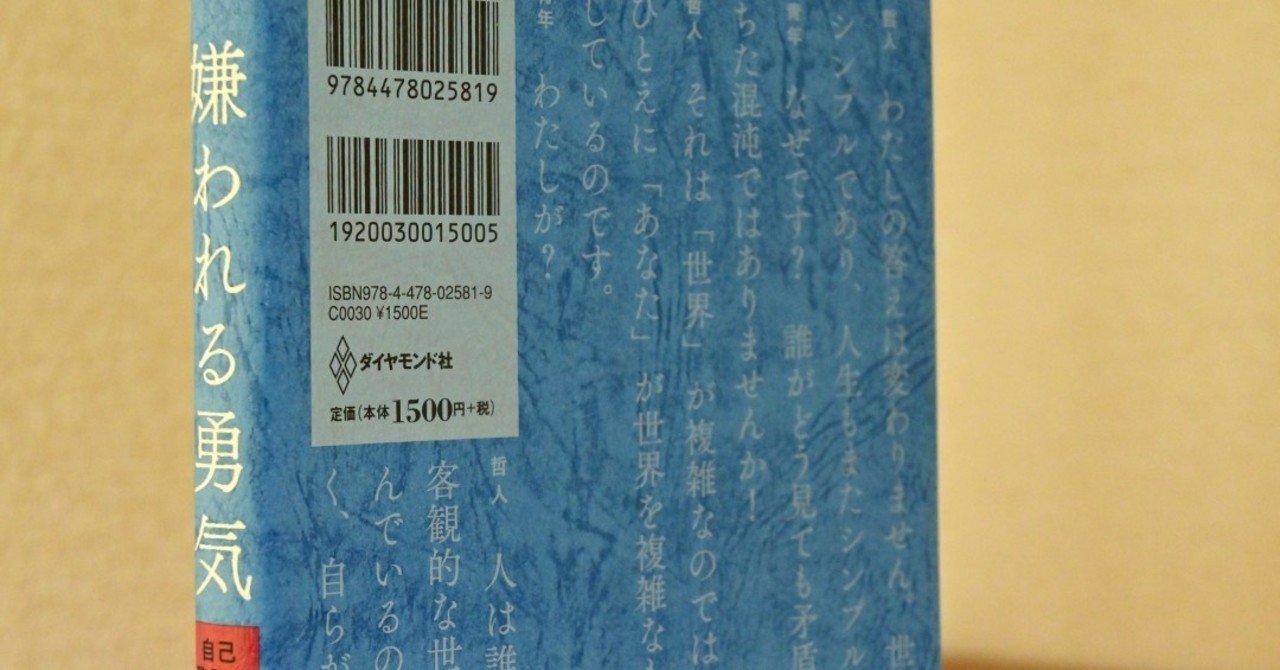 嫌われる勇気
自己
9784478025819
1920030015005
ISBN978-4-478-02581-9
C0030 ¥1500E
ダイヤモンド社
定価(本体1500円+税)
哲人 わたしの答えは変わりません。世
シンプルであり、人生もまたシンプル
青年 なぜです? 誰がどう見ても矛盾
ちた混沌ではありませんか!
哲人 それは「世界」が複雑なのでは
ひとえに「あなた」が世界を複雑な
しているのです。
青年 わたしが?
哲人 人は誰
客観的な世
んでいるの
く、自らが